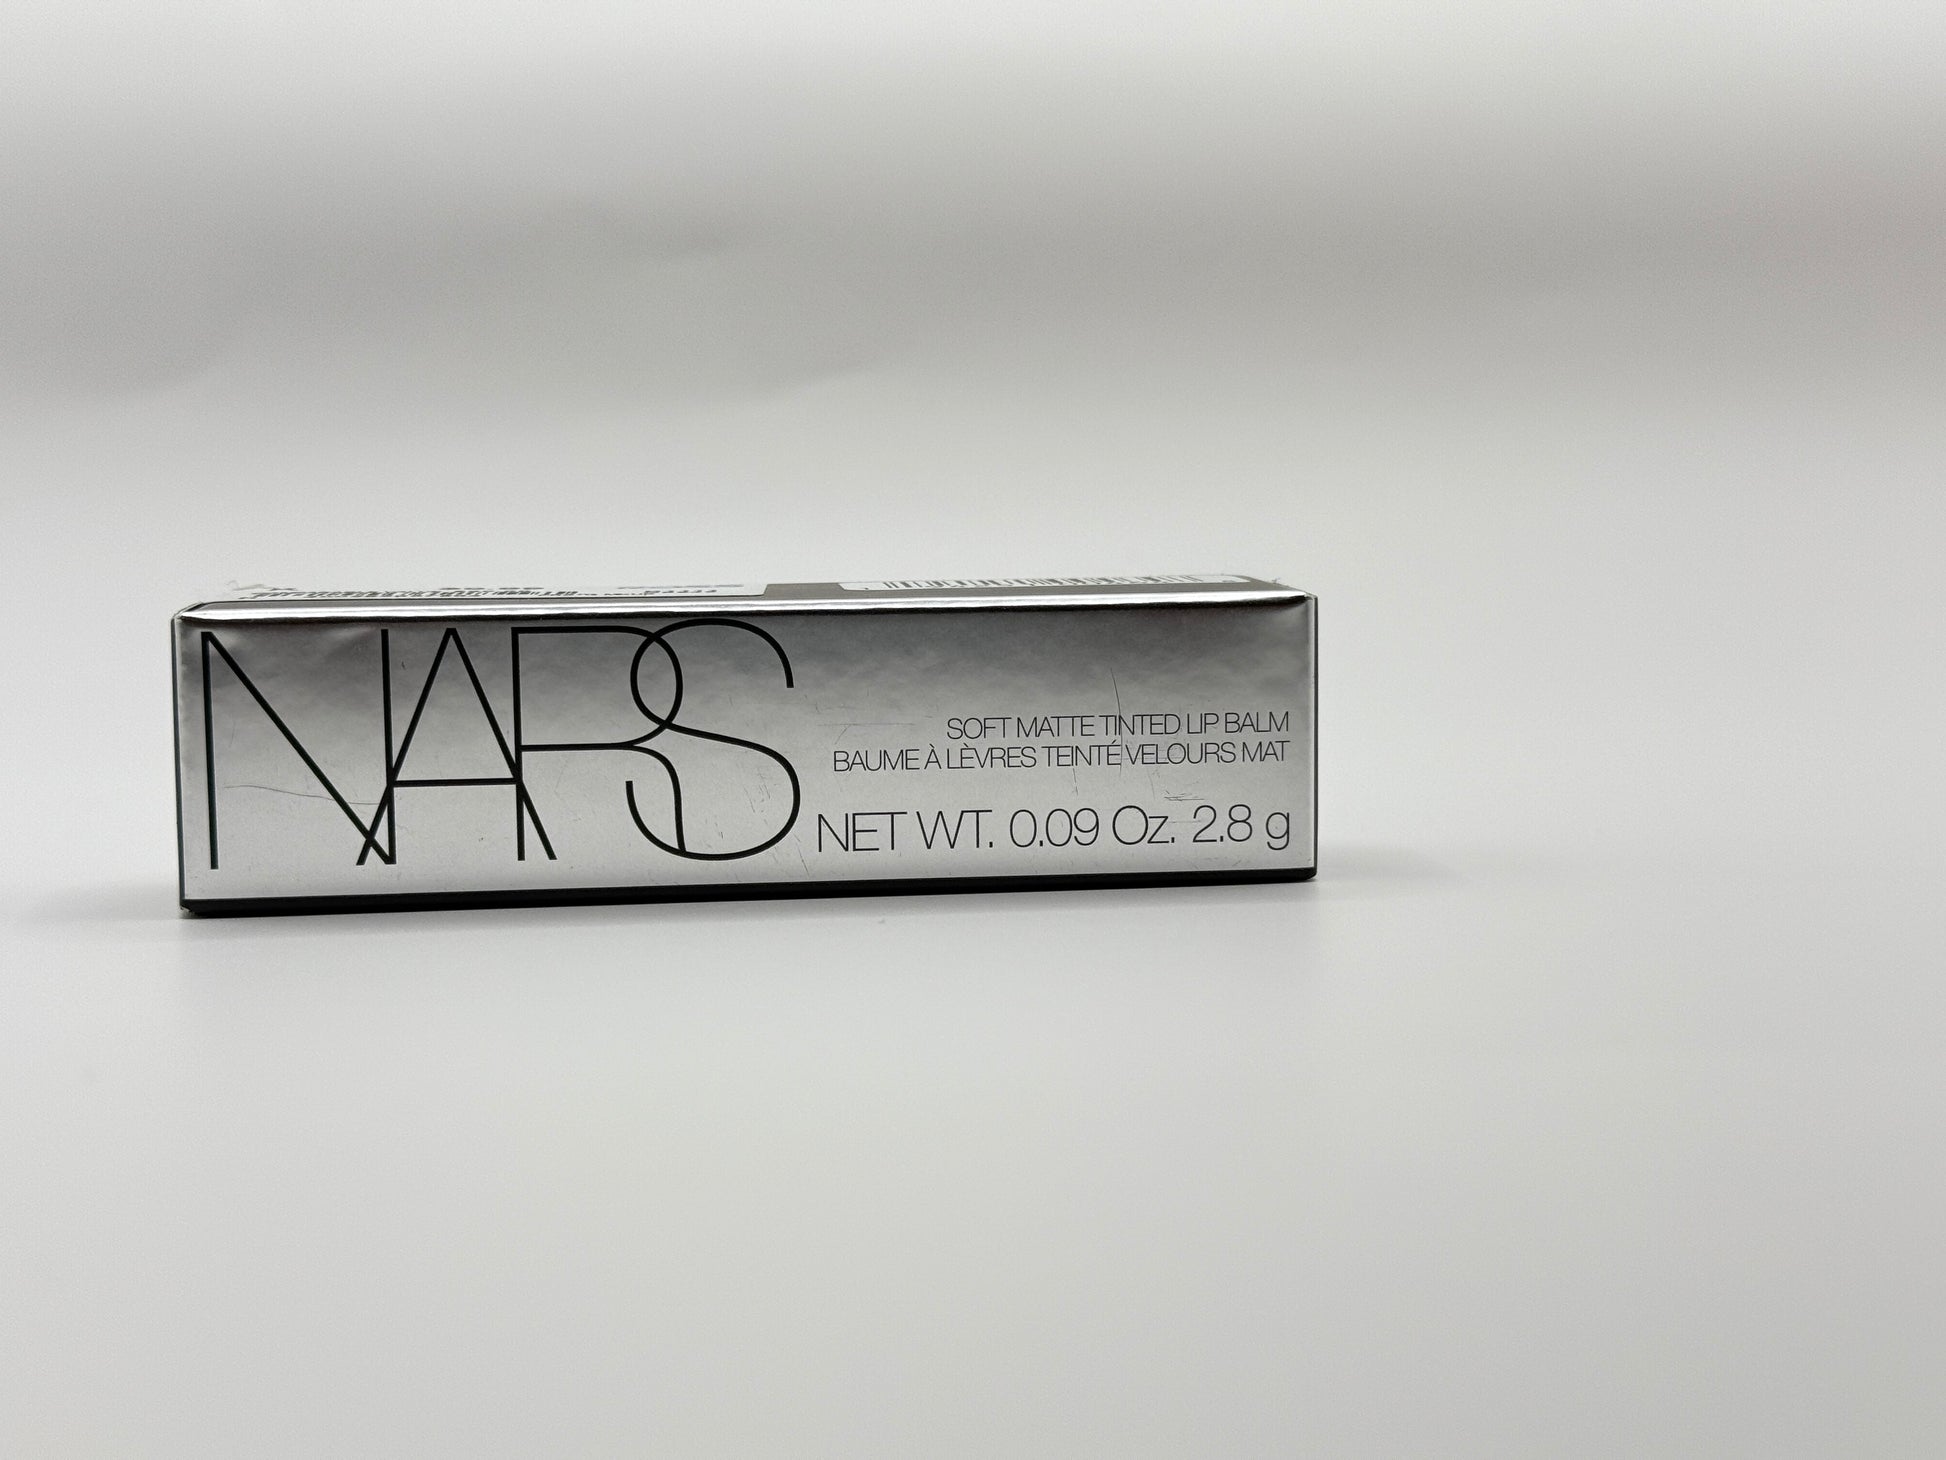 NARS
SOFT MATTE TINTED LIP BALM
BAUME À LÈVRES TEINTÉ VELOURS MAT
NET WT. 0.09 Oz. 2.8 g